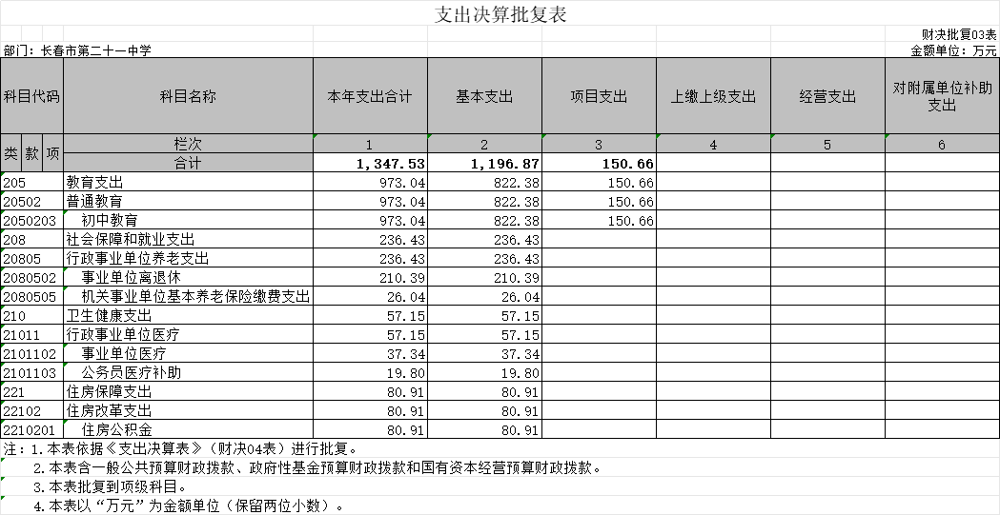 支出决算批复表
财决批复03表
部门：长春市第二十一中学 金额单位：万元
科目代码 科目名称 本年支出合计 基本支出 项目支出 上缴上级支出 经营支出 对附属单位补助支出
类 款 项 栏次 1 2 3 4 5 6
合计 1,347.53 1,196.87 150.66
205 教育支出 973.04 822.38 150.66
20502 普通教育 973.04 822.38 150.66
2050203 初中教育 973.04 822.38 150.66
208 社会保障和就业支出 236.43 236.43
20805 行政事业单位养老支出 236.43 236.43
2080502 事业单位离退休 210.39 210.39
2080505 机关事业单位基本养老保险缴费支出 26.04 26.04
210 卫生健康支出 57.15 57.15
21011 行政事业单位医疗 57.15 57.15
2101102 事业单位医疗 37.34 37.34
2101103 公务员医疗补助 19.80 19.80
221 住房保障支出 80.91 80.91
22102 住房改革支出 80.91 80.91
2210201 住房公积金 80.91 80.91
注：1.本表依据《支出决算表》（财决04表）进行批复。
2.本表含一般公共预算财政拨款、政府性基金预算财政拨款和国有资本经营预算财政拨款。
3.本表批复到项级科目。
4.本表以“万元”为金额单位（保留两位小数）。